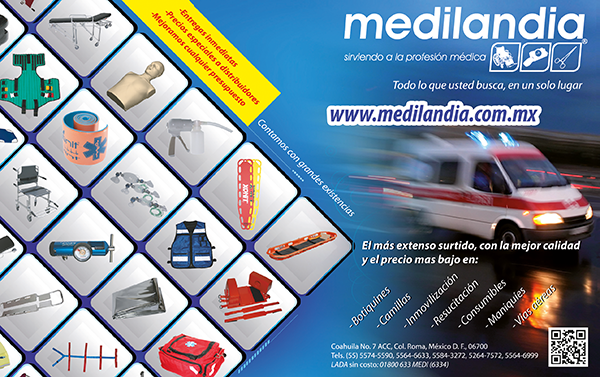 -Entregas inmediatas
-Precios especiales a distribuidores
-Mejoramos cualquier presupuesto
Contamos con grandes existencias
......
medilandia®
sirviendo a la profesión médica
Todo lo que usted busca, en un solo lugar
www.medilandia.com.mx
El más extenso surtido, con la mejor calidad
y el precio mas bajo en:
- Botiquines
- Camillas
- Inmovilización
- Resucitación
- Consumibles
- Maniquies
- Vías aéreas
Coahuila No. 7 ACC, Col. Roma, México D. F., 06700
Tels. (55) 5574-5590, 5564-6633, 5584-3272, 5264-7572, 5564-6999
LADA sin costo: 01800 633 MEDI (6334)